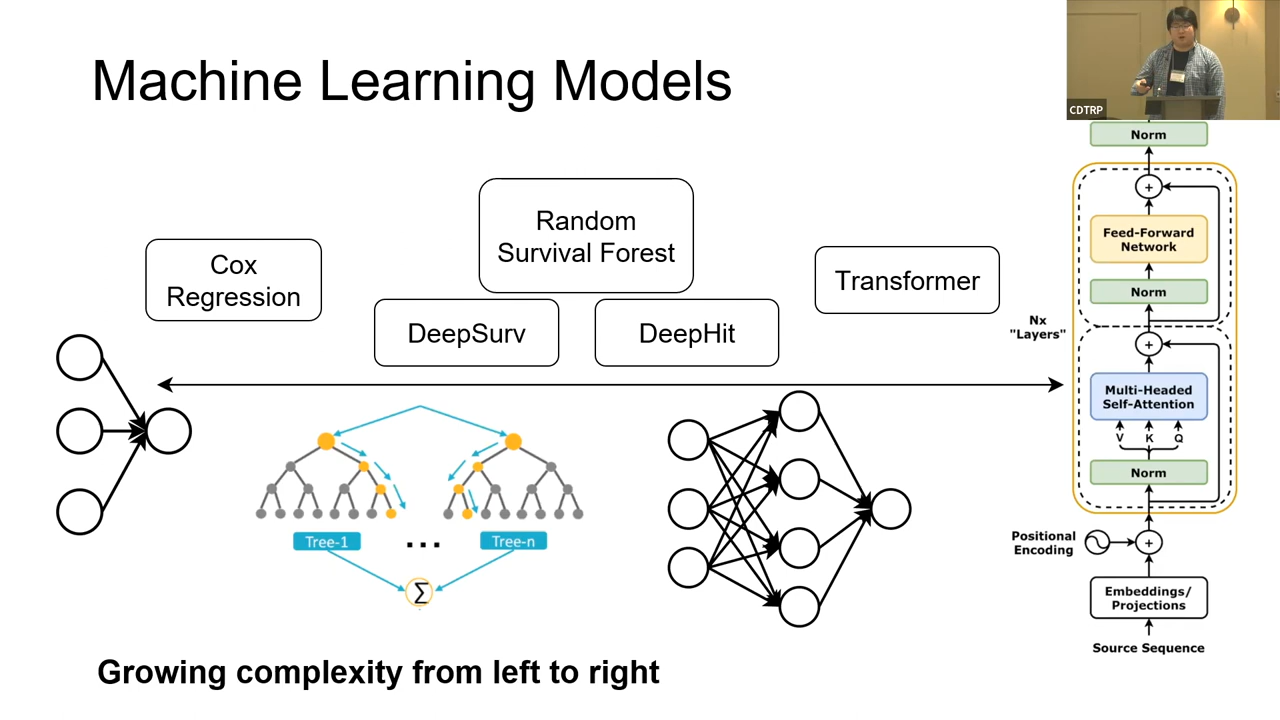 Machine Learning Models
CDTRP
Cox
Regression
Random
Survival Forest
DeepSurv
DeepHit
Transformer
Tree-1
...
Tree-n
Σ
Norm
+
Feed-Forward
Network
Norm
Nx
"Layers"
+
Multi-Headed
Self-Attention
V K Q
Norm
Positional
Encoding
+
Embeddings/
Projections
Source Sequence
Growing complexity from left to right